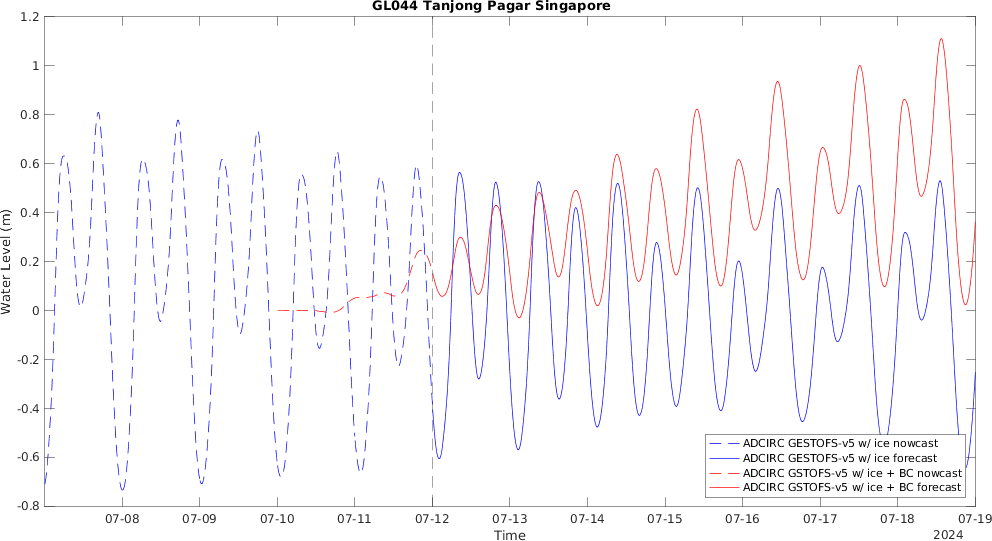 GL044 Tanjong Pagar Singapore
1.2
1
0.8
0.6
0.4
0.2
0
-0.2
-0.4
-0.6
-0.8
Water Level (m)
ADCIRC GESTOFS-v5 w/ ice nowcast
ADCIRC GESTOFS-v5 w/ ice forecast
ADCIRC GSTOFS-v5 w/ ice + BC nowcast
ADCIRC GSTOFS-v5 w/ ice + BC forecast
07-08 07-09 07-10 07-11 07-12 07-13 07-14 07-15 07-16 07-17 07-18 07-19
Time
2024